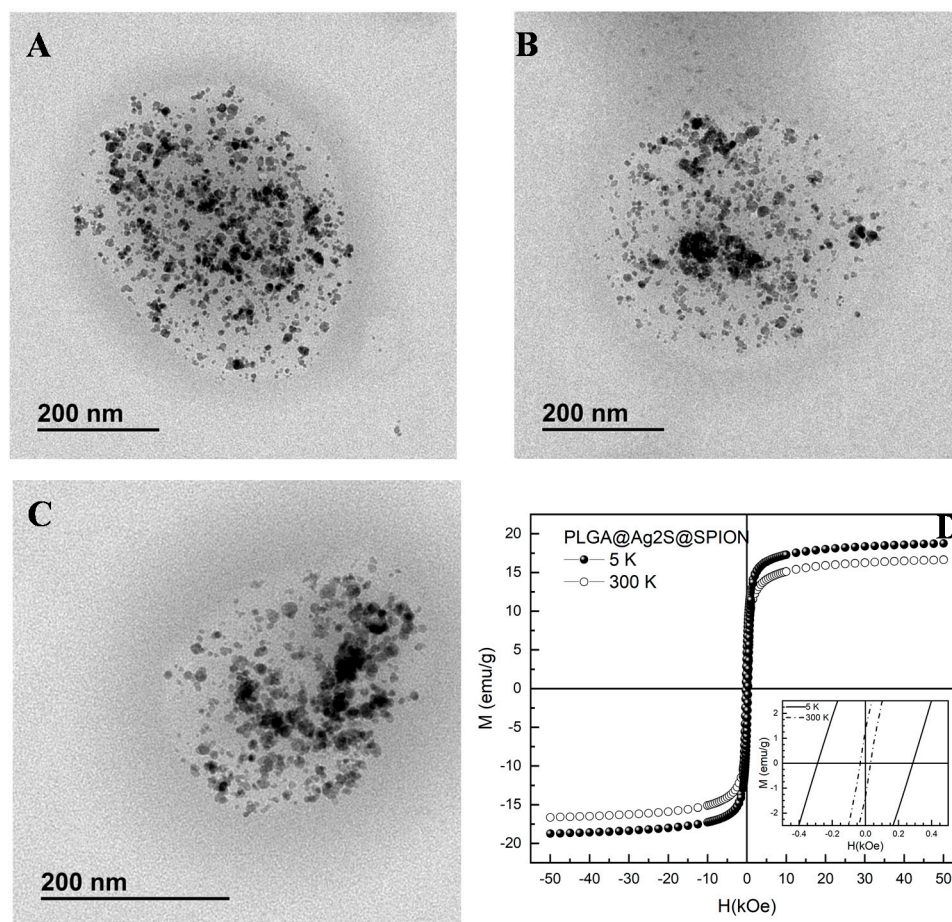 A
B
200 nm
200 nm
C
200 nm
D
PLGA@Ag2S@SPION
5 K
300 K
M (emu/g)
20
15
10
5
0
-5
-10
-15
-20
-50 -40 -30 -20 -10 0 10 20 30 40 50
H(kOe)
5 K
300 K
M (emu/g)
2
1
0
-1
-2
-0.4 -0.2 0.0 0.2 0.4
H(kOe)